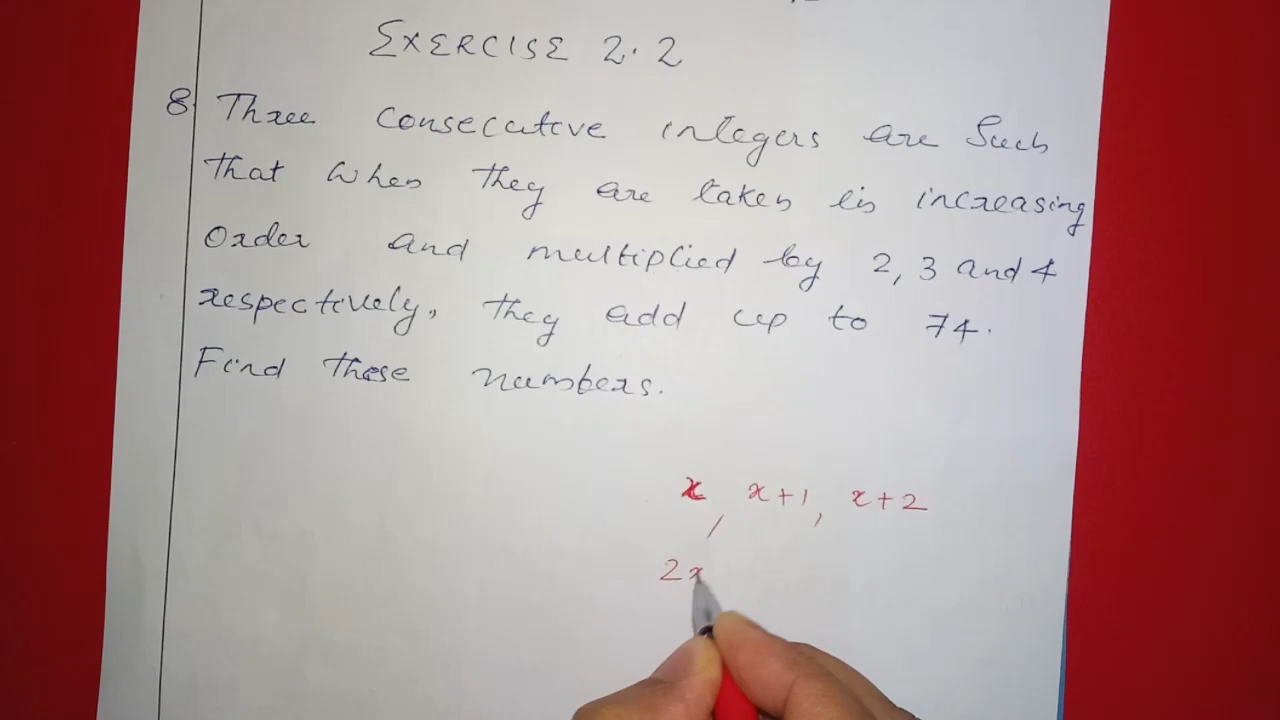 EXERCISE 2.2
8. Three consecutive integers are such
that when they are taken in increasing
order and multiplied by 2, 3 and 4
respectively, they add up to 74.
Find these numbers.
x, x+1, x+2
2x